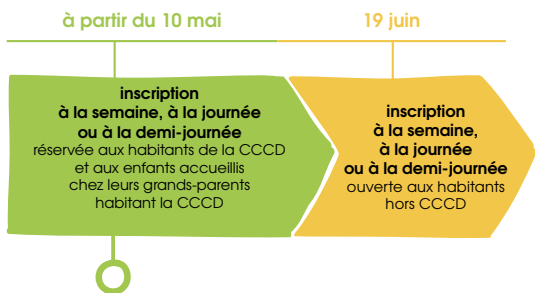 à partir du 10 mai
19 juin
inscription
à la semaine, à la journée
ou à la demi-journée
réservée aux habitants de la CCCD
et aux enfants accueillis
chez leurs grands-parents
habitant la CCCD
inscription
à la semaine,
à la journée
ou à la demi-journée
ouverte aux habitants
hors CCCD